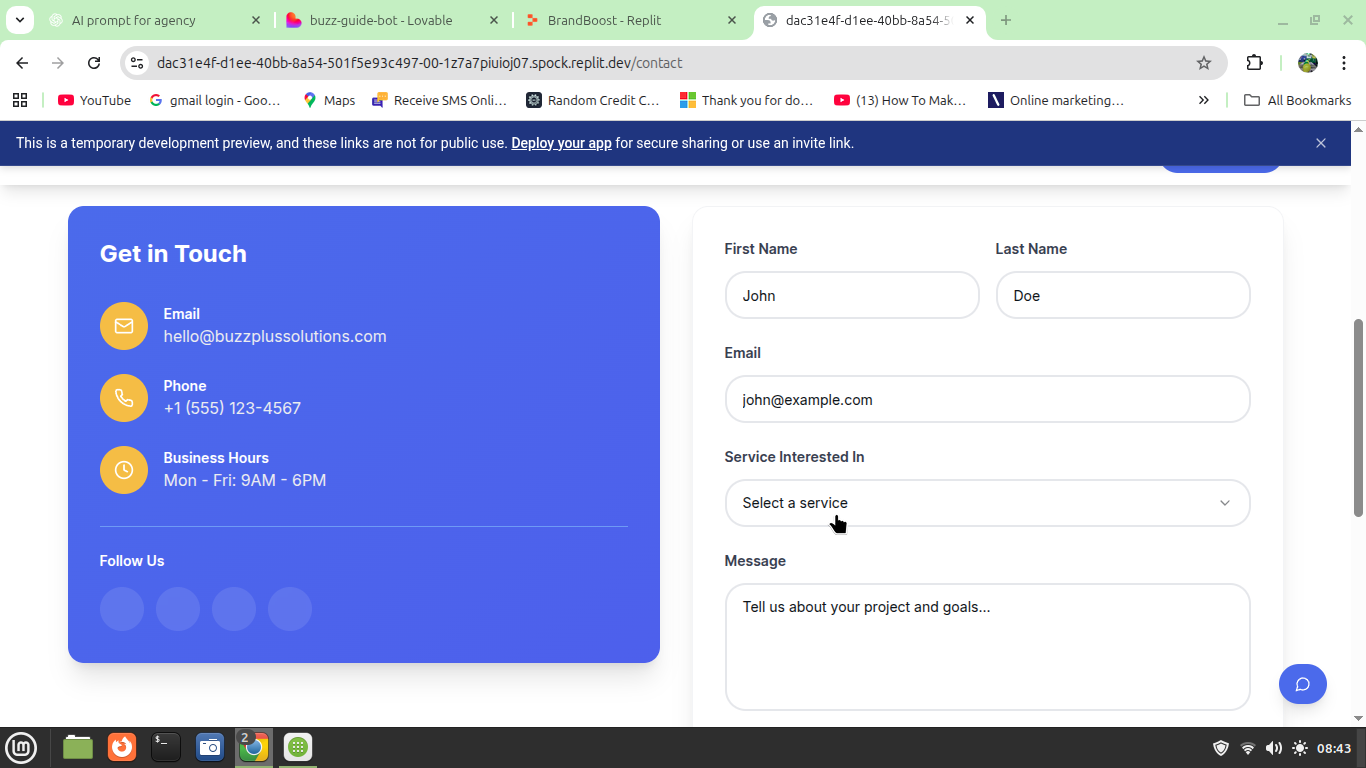 AI prompt for agency
buzz-guide-bot - Lovable
BrandBoost - Replit
dac31e4f-d1ee-40bb-8a54-5
dac31e4f-d1ee-40bb-8a54-501f5e93c497-00-1z7a7piuioj07.spock.replit.dev/contact
YouTube
gmail login - Goo...
Maps
Receive SMS Onli...
Random Credit C...
Thank you for do...
(13) How To Mak...
Online marketing...
All Bookmarks
This is a temporary development preview, and these links are not for public use. Deploy your app for secure sharing or use an invite link.
Get in Touch
Email
hello@buzzplussolutions.com
Phone
+1 (555) 123-4567
Business Hours
Mon - Fri: 9AM - 6PM
Follow Us
First Name
Last Name
John
Doe
Email
john@example.com
Service Interested In
Select a service
Message
Tell us about your project and goals...
$_
2
08:43